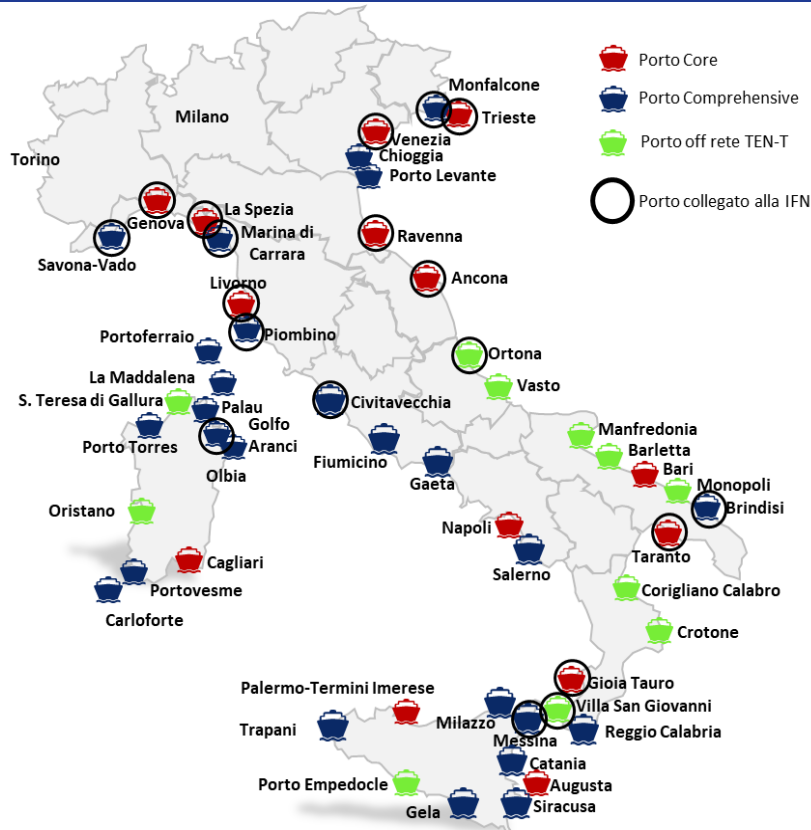 Porto Core
Porto Comprehensive
Porto off rete TEN-T
Porto collegato alla IFN
Monfalcone
Milano
Trieste
Venezia
Chioggia
Torino
Porto Levante
La Spezia
Genova
Marina di
Carrara
Ravenna
Savona-Vado
Ancona
Livorno
Portoferraio
Piombino
Ortona
La Maddalena
Vasto
S. Teresa di Gallura
Palau
Civitavecchia
Golfo
Aranci
Porto Torres
Manfredonia
Fiumicino
Barletta
Olbia
Bari
Gaeta
Monopoli
Oristano
Brindisi
Napoli
Taranto
Cagliari
Salerno
Portovesme
Corigliano Calabro
Carloforte
Crotone
Gioia Tauro
Palermo-Termini Imerese
Villa San Giovanni
Trapani
Milazzo
Reggio Calabria
Messina
Catania
Porto Empedocle
Augusta
Gela
Siracusa